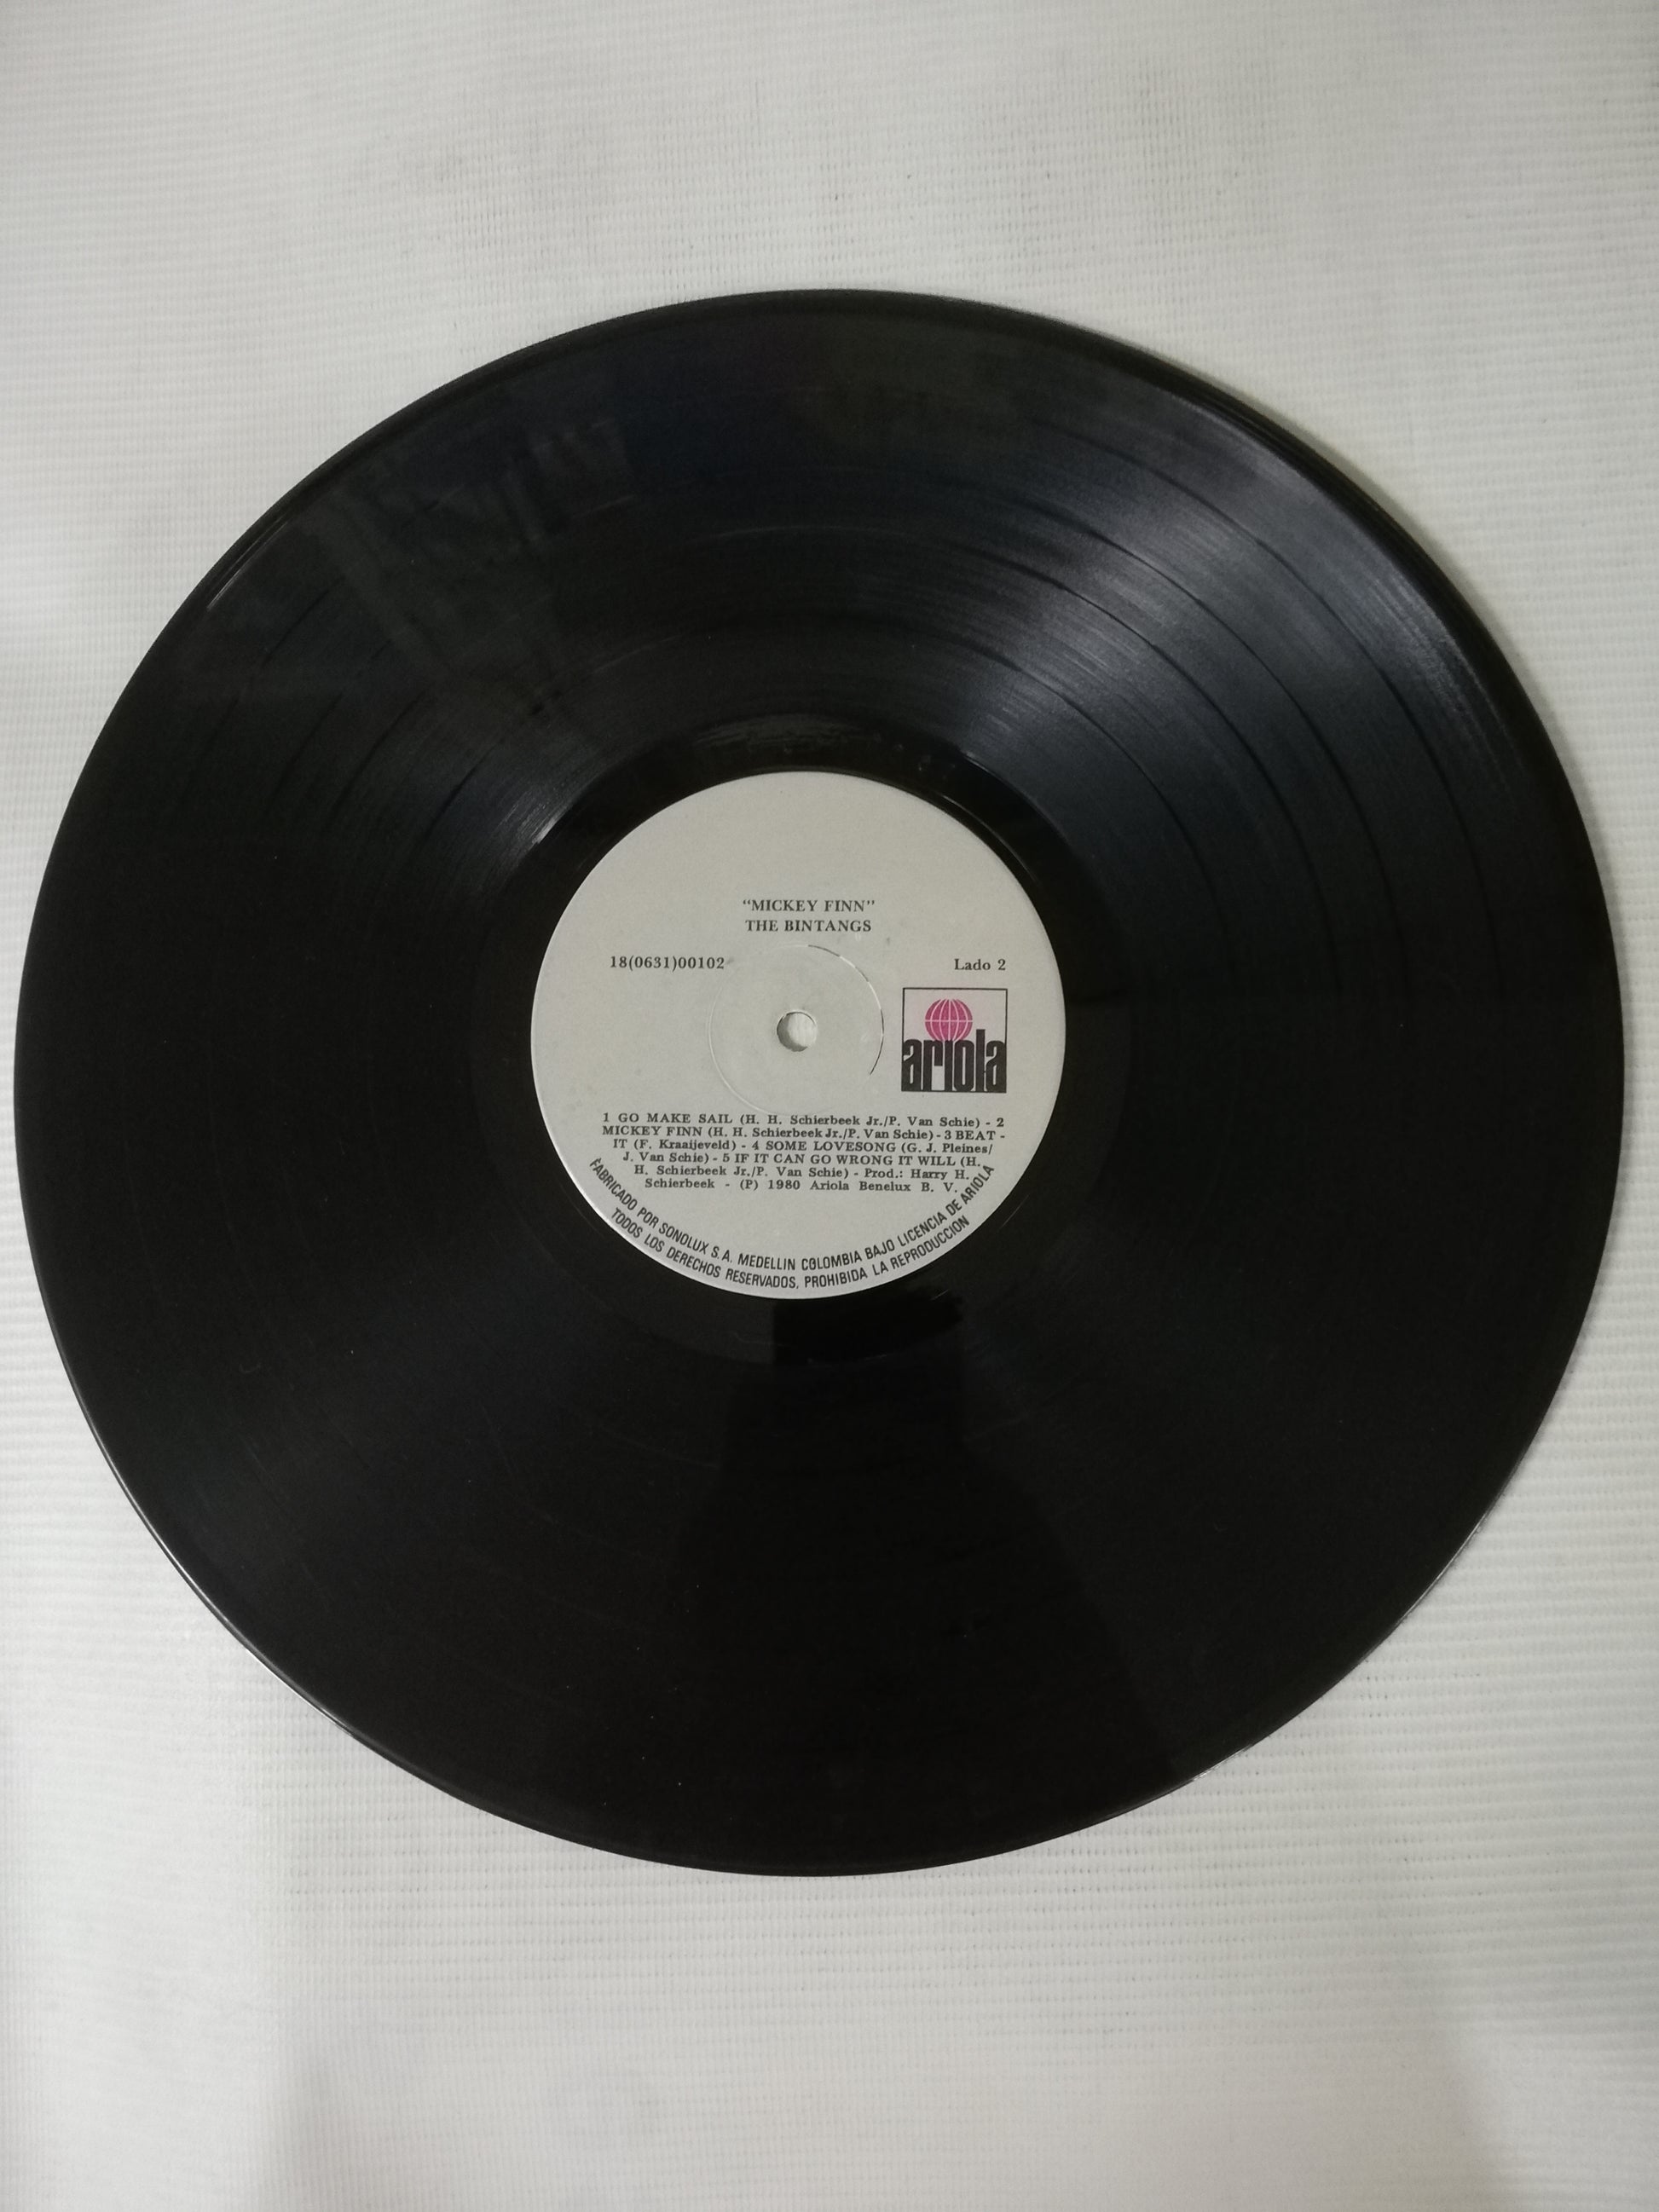 “MICKEY FINN”
THE BINTANGS
18(0631)00102
Lado 2
ariola
1 GO MAKE SAIL (H. H. Schierbeek Jr./P. Van Schie) - 2
MICKEY FINN (H. H. Schierbeek Jr./P. Van Schie) - 3 BEAT -
IT (F. Kraaijeveld) - 4 SOME LOVESONG (G. J. Pleines/
J. Van Schie) - 5 IF IT CAN GO WRONG IT WILL (H.
H. Schierbeek Jr./P. Van Schie) - Prod.: Harry H.
Schierbeek - (P) 1980 Ariola Benelux B. V.
FABRICADO POR SONOLUX S.A. MEDELLIN COLOMBIA BAJO LICENCIA DE ARIOLA
TODOS LOS DERECHOS RESERVADOS, PROHIBIDA LA REPRODUCCION